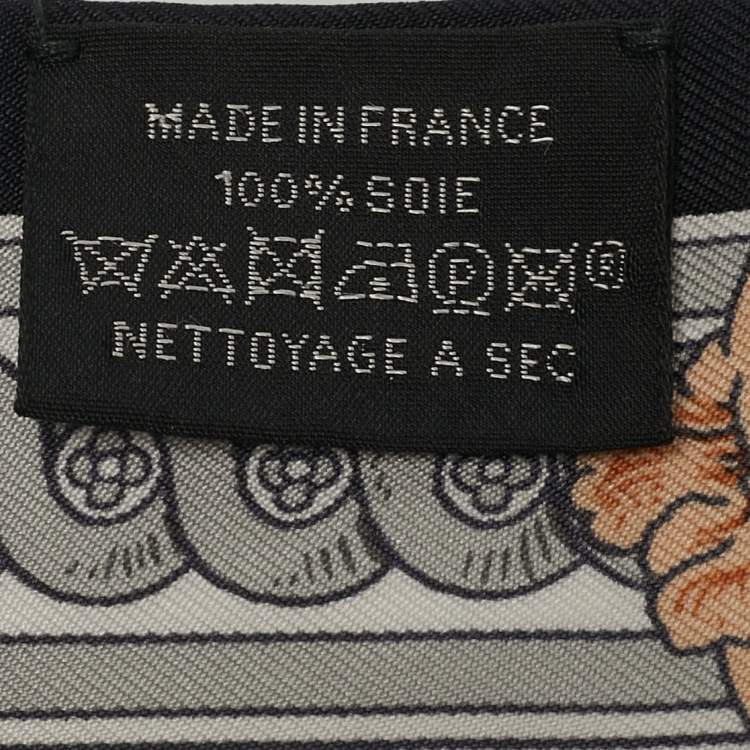 MADE IN FRANCE
100% SOIE
P ®
NETTOYAGE A SEC